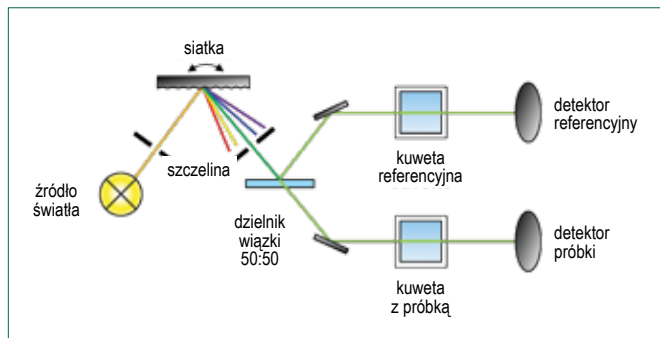 siatka
szczelina
źródło
światła
dzielnik
wiązki
50:50
kuweta
referencyjna
detektor
referencyjny
kuweta
z próbką
detektor
próbki